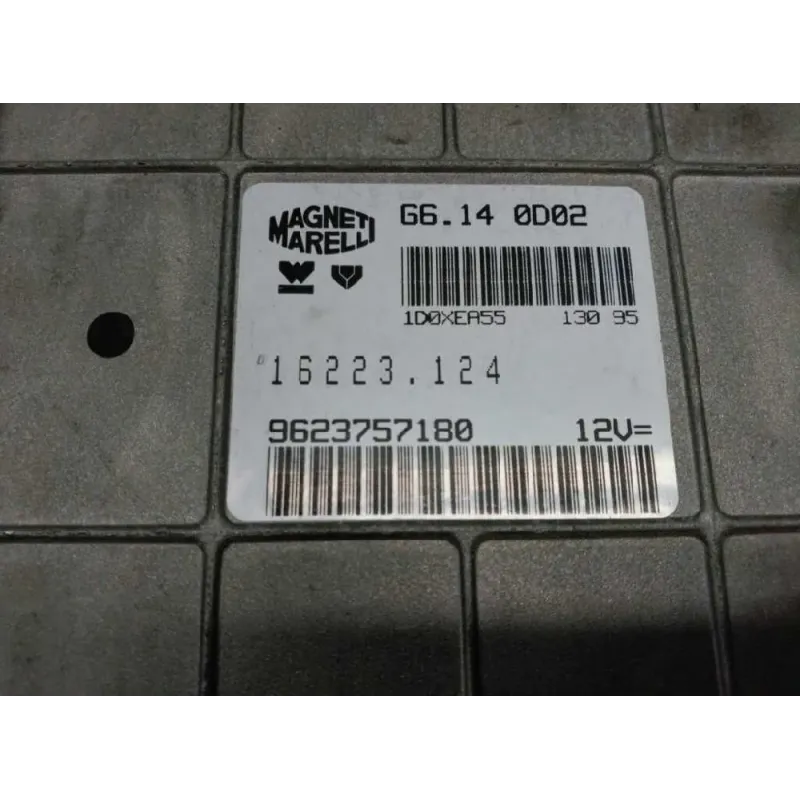 MAGNETI
MARELLI
G6.14 0D02
1D0XEA55 130 95
16223.124
9623757180 12V=